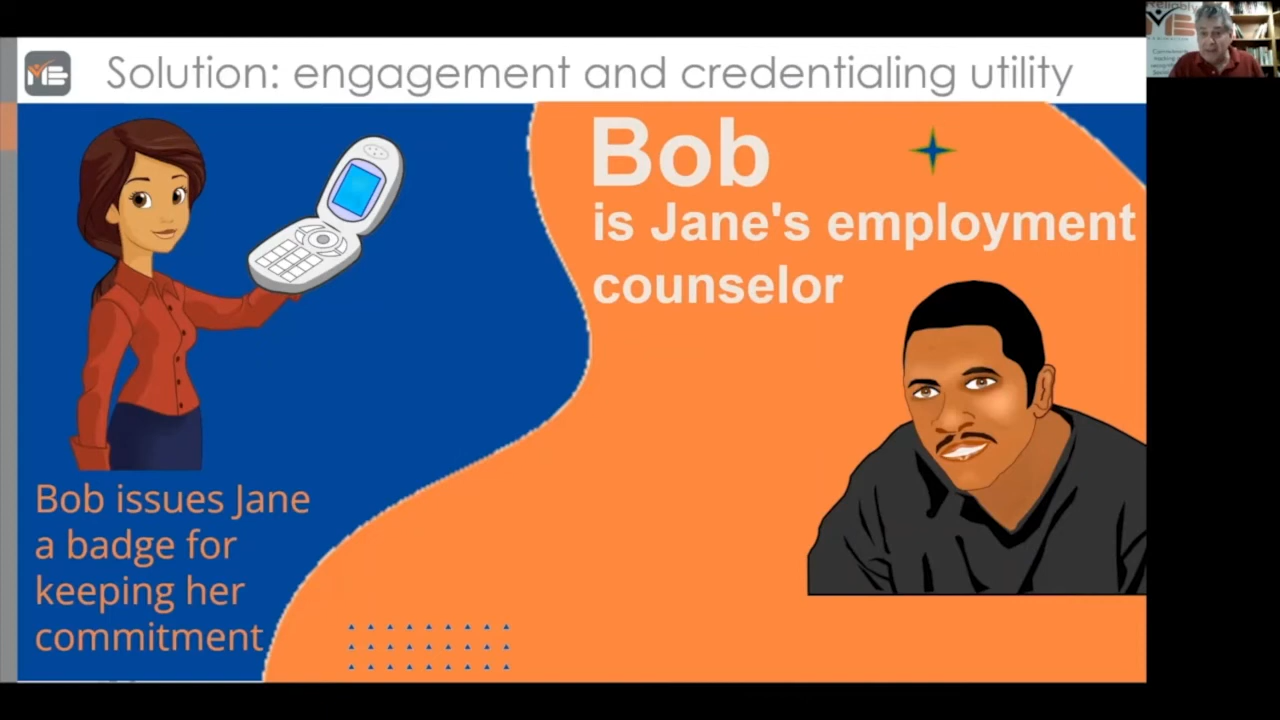 Solution: engagement and credentialing utility
Bob
is Jane's employment
counselor
Bob issues Jane
a badge for
keeping her
commitment